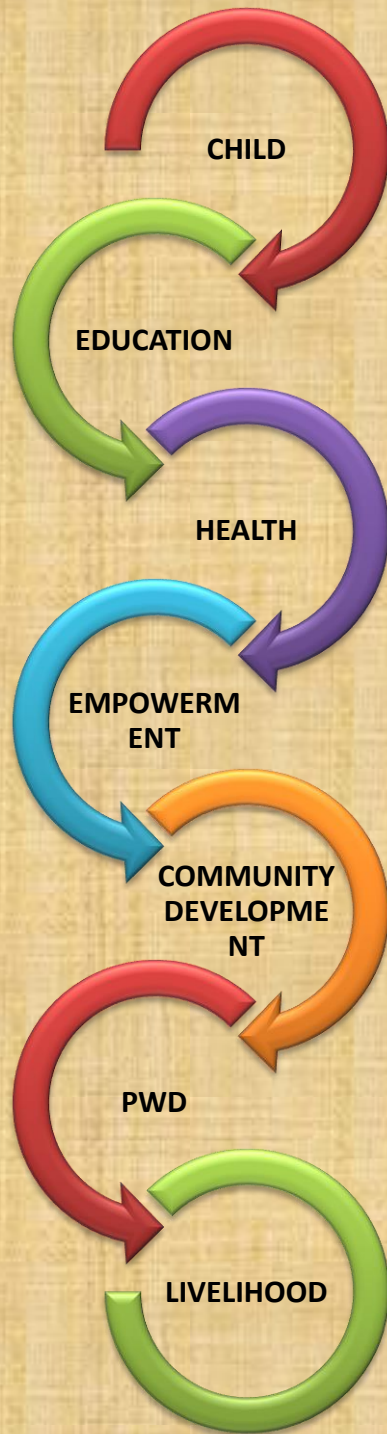 CHILD
EDUCATION
HEALTH
EMPOWERM
ENT
COMMUNITY
DEVELOPME
NT
PWD
LIVELIHOOD